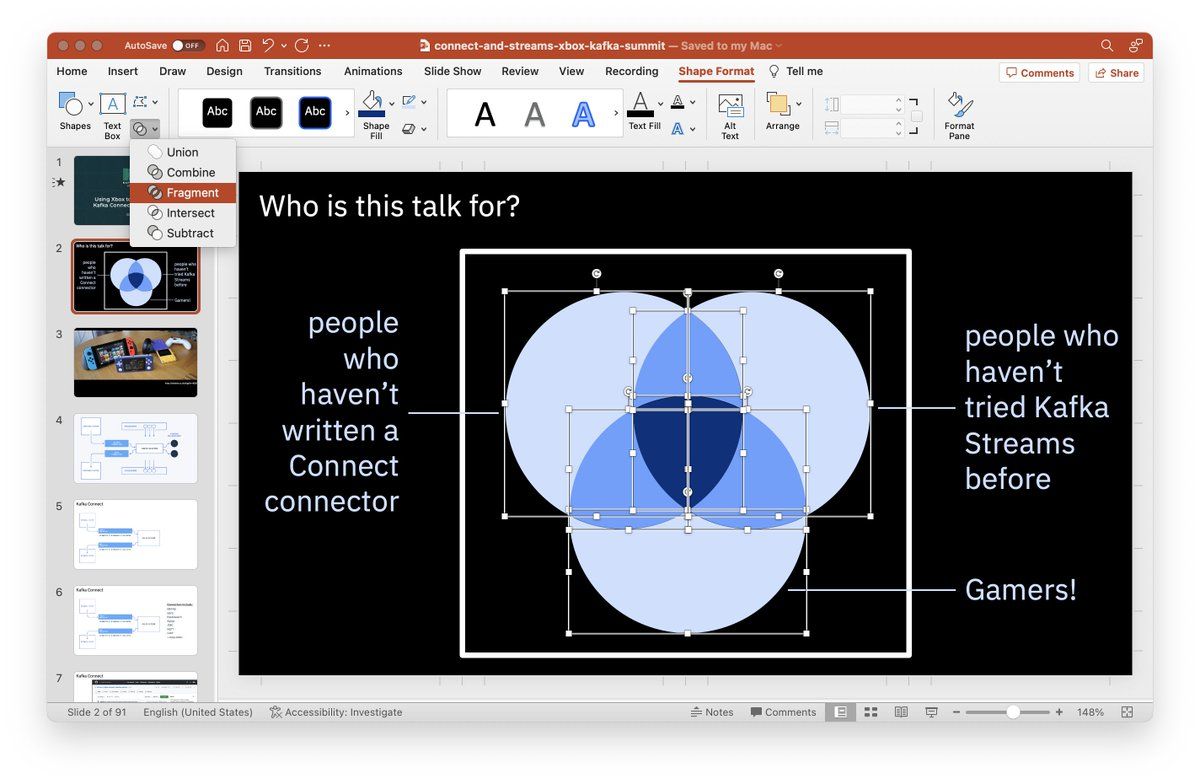 AutoSave OFF
connect-and-streams-xbox-kafka-summit — Saved to my Mac
Home Insert Draw Design Transitions Animations Slide Show Review View Recording Shape Format Tell me
Comments Share
Abc Abc Abc
A A A
Shapes
Text Box
Shape Fill
Text Fill
Alt Text
Arrange
Format Pane
Union
Combine
Fragment
Intersect
Subtract
1
Using Xbox to
Kafka Connec
2
Who is this talk for?
people
who
haven't
written a
Connect
connector
people who
haven't
tried Kafka
Streams
before
Gamers!
3
4
5
Kafka Connect
6
Kafka Connect
7
Kafka Connect
Who is this talk for?
people
who
haven’t
written a
Connect
connector
people who
haven’t
tried Kafka
Streams
before
Gamers!
Slide 2 of 91 English (United States) Accessibility: Investigate
Notes Comments 148%